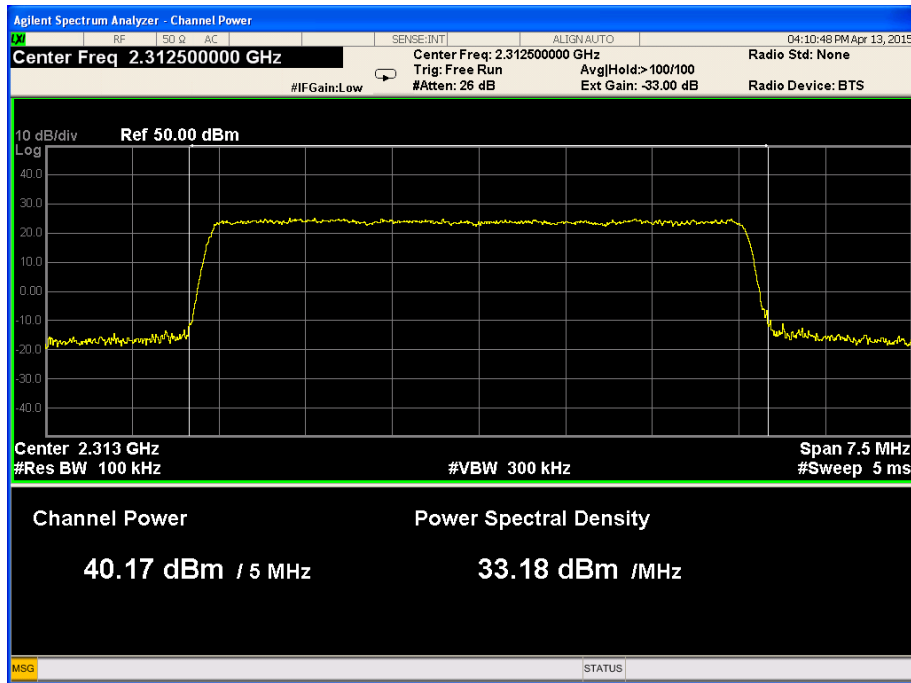 Agilent Spectrum Analyzer - Channel Power
LXI RF 50 Ω AC SENSE:INT ALIGN AUTO 04:10:48 PM Apr 13, 2015
Center Freq 2.312500000 GHz Center Freq: 2.312500000 GHz Radio Std: None
Trig: Free Run Avg|Hold:> 100/100
#IFGain:Low #Atten: 26 dB Ext Gain: -33.00 dB Radio Device: BTS
10 dB/div Ref 50.00 dBm
Log
40.0
30.0
20.0
10.0
0.00
-10.0
-20.0
-30.0
-40.0
Center 2.313 GHz Span 7.5 MHz
#Res BW 100 kHz #VBW 300 kHz #Sweep 5 ms
Channel Power Power Spectral Density
40.17 dBm / 5 MHz 33.18 dBm /MHz
MSG STATUS